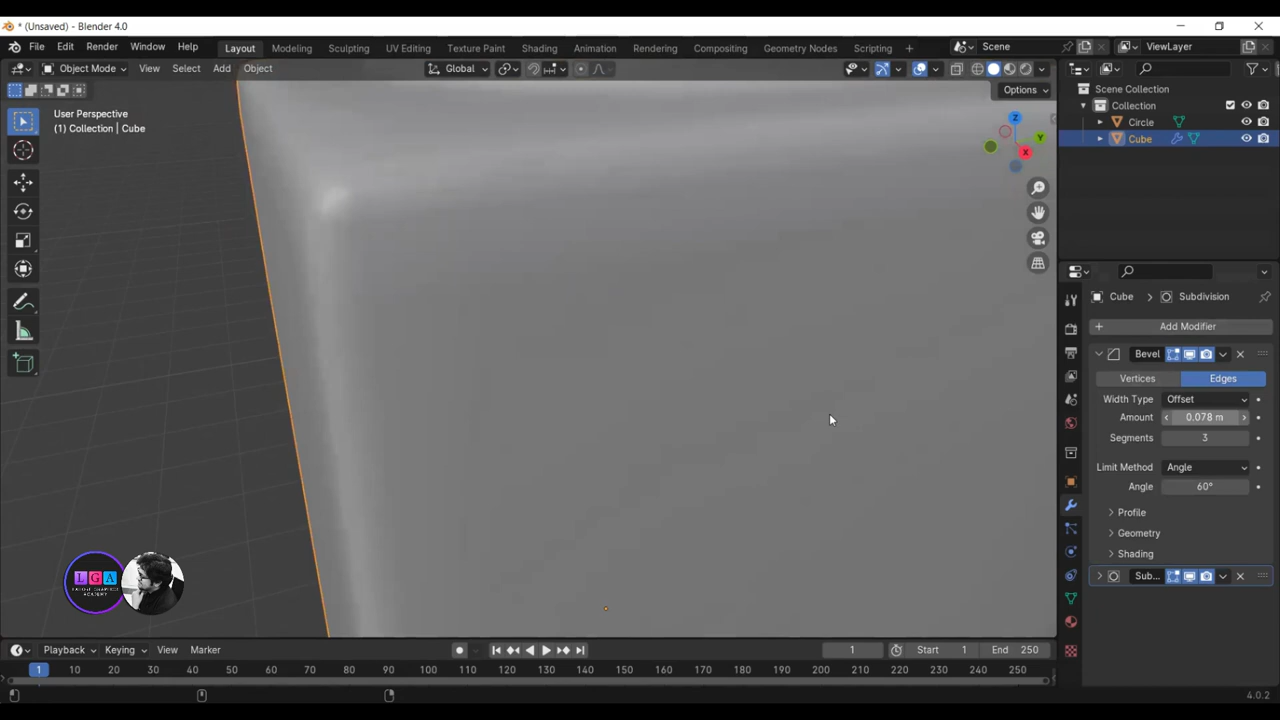 * (Unsaved) - Blender 4.0
File Edit Render Window Help Layout Modeling Sculpting UV Editing Texture Paint Shading Animation Rendering Compositing Geometry Nodes Scripting + Scene ViewLayer
Object Mode View Select Add Object Global
Options
User Perspective
(1) Collection | Cube
Z
Y
X
Scene Collection
Collection
Circle
Cube
Cube > Subdivision
+ Add Modifier
Bevel
Vertices Edges
Width Type Offset
Amount 0.078 m
Segments 3
Limit Method Angle
Angle 60°
Profile
Geometry
Shading
Sub...
LGA
Playback Keying View Marker 1 Start 1 End 250
1 10 20 30 40 50 60 70 80 90 100 110 120 130 140 150 160 170 180 190 200 210 220 230 240 250
4.0.2